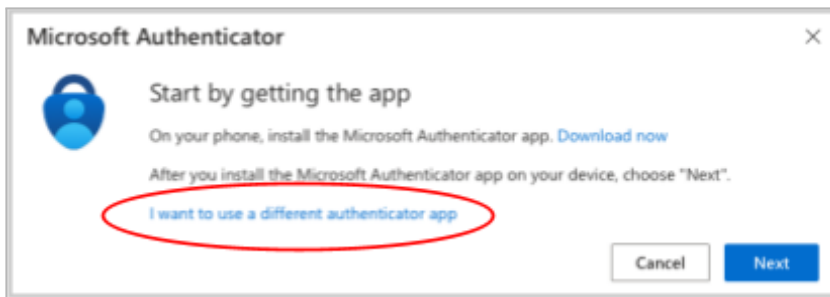 Microsoft Authenticator
Start by getting the app
On your phone, install the Microsoft Authenticator app. Download now
After you install the Microsoft Authenticator app on your device, choose "Next".
I want to use a different authenticator app
Cancel
Next